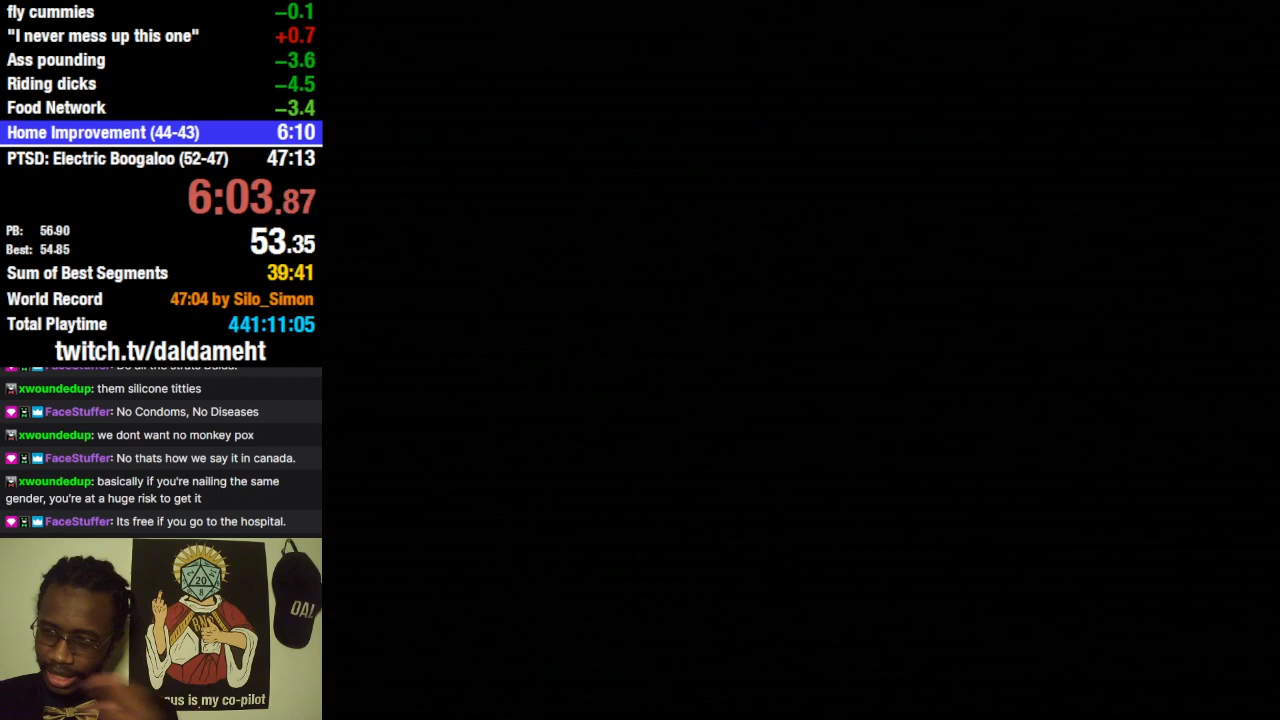 fly cummies −0.1
"I never mess up this one" +0.7
Ass pounding −3.6
Riding dicks −4.5
Food Network −3.4
Home Improvement (44-43) 6:10
PTSD: Electric Boogaloo (52-47) 47:13
6:03.87
PB: 56.90
Best: 54.85
53.35
Sum of Best Segments 39:41
World Record 47:04 by Silo_Simon
Total Playtime 441:11:05
twitch.tv/daldameht
xwoundedup: them silicone titties
FaceStuffer: No Condoms, No Diseases
xwoundedup: we dont want no monkey pox
FaceStuffer: No thats how we say it in canada.
xwoundedup: basically if you're nailing the same
gender, you're at a huge risk to get it
FaceStuffer: Its free if you go to the hospital.
20
8
RNG
DAL
is my co-pilot